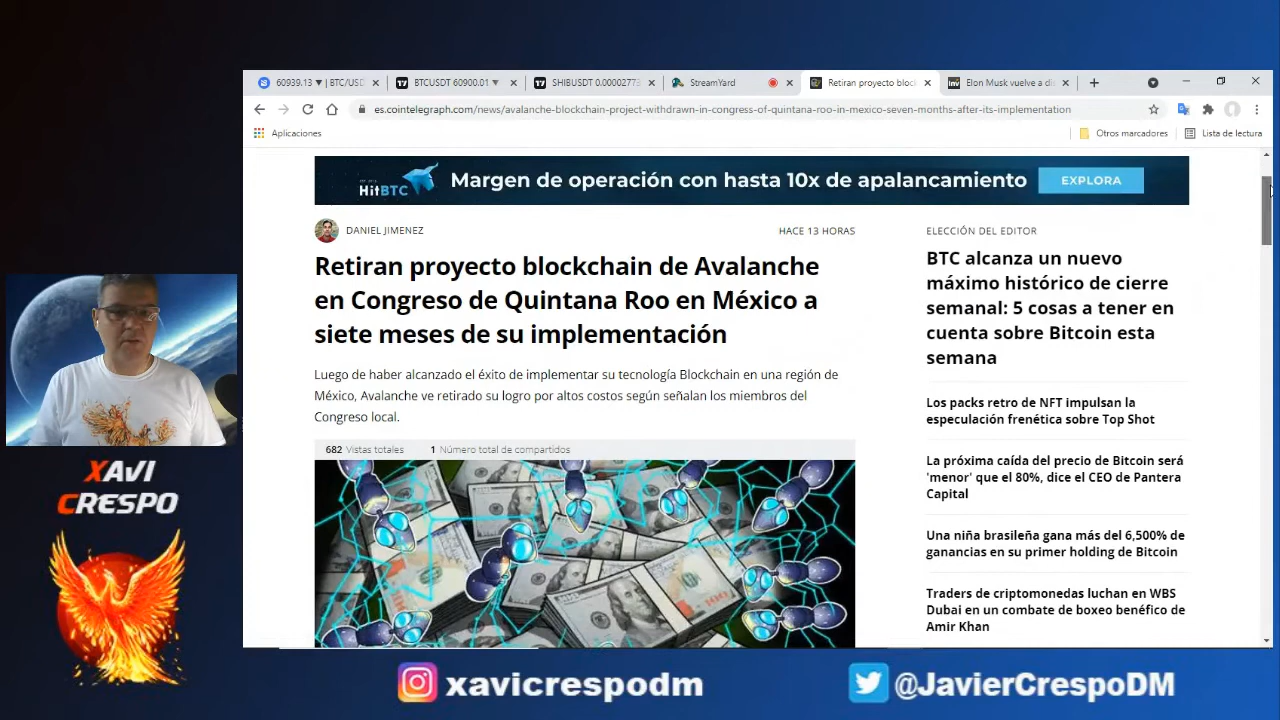 60939.13 ▼ | BTC/USD
BTCUSDT 60900.01 ▼
SHIBUSDT 0.00002773
StreamYard
Retiran proyecto bloc
Elon Musk vuelve a di
es.cointelegraph.com/news/avalanche-blockchain-project-withdrawn-in-congress-of-quintana-roo-in-mexico-seven-months-after-its-implementation
Aplicaciones
Otros marcadores
Lista de lectura
HitBTC
Margen de operación con hasta 10x de apalancamiento
EXPLORA
DANIEL JIMENEZ
HACE 13 HORAS
Retiran proyecto blockchain de Avalanche
en Congreso de Quintana Roo en México a
siete meses de su implementación
Luego de haber alcanzado el éxito de implementar su tecnología Blockchain en una región de
México, Avalanche ve retirado su logro por altos costos según señalan los miembros del
Congreso local.
682 Vistas totales
1 Número total de compartidos
ELECCIÓN DEL EDITOR
BTC alcanza un nuevo
máximo histórico de cierre
semanal: 5 cosas a tener en
cuenta sobre Bitcoin esta
semana
Los packs retro de NFT impulsan la
especulación frenética sobre Top Shot
La próxima caída del precio de Bitcoin será
'menor' que el 80%, dice el CEO de Pantera
Capital
Una niña brasileña gana más del 6,500% de
ganancias en su primer holding de Bitcoin
Traders de criptomonedas luchan en WBS
Dubai en un combate de boxeo benéfico de
Amir Khan
XAVI
CRESPO
xavicrespodm
@JavierCrespoDM